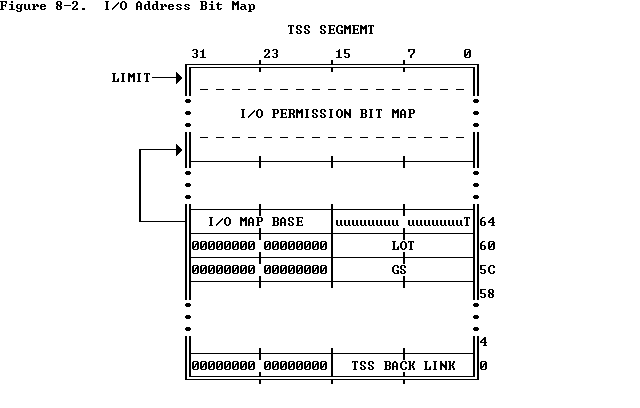 Figure 8-2.  I/O Address Bit Map
TSS SEGMEMT
31 23 15 7 0
LIMIT
I/O PERMISSION BIT MAP
I/O MAP BASE uuuuuuuu uuuuuuuT 64
00000000 00000000 LOT 60
00000000 00000000 GS 5C
58
4
00000000 00000000 TSS BACK LINK 0